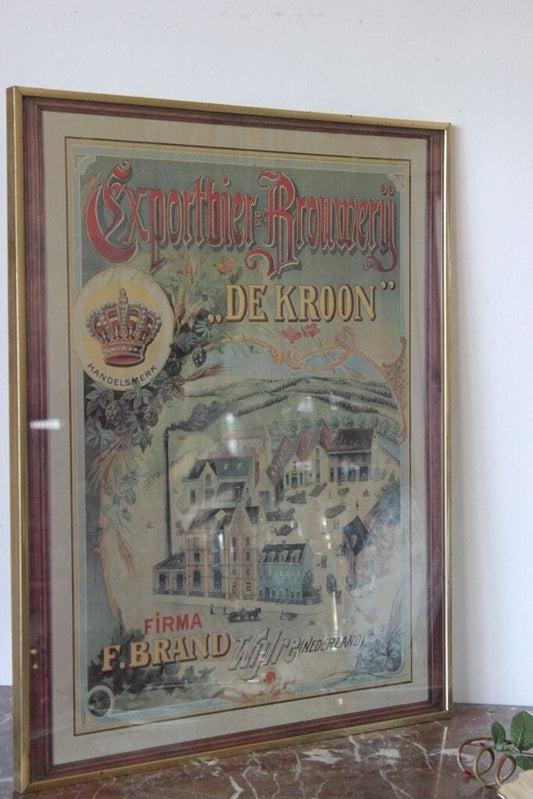 Exportbier-Brouwerij
„DE KROON”
HANDELSMERK
FIRMA
F. BRAND Wijlre (NEDERLAND)